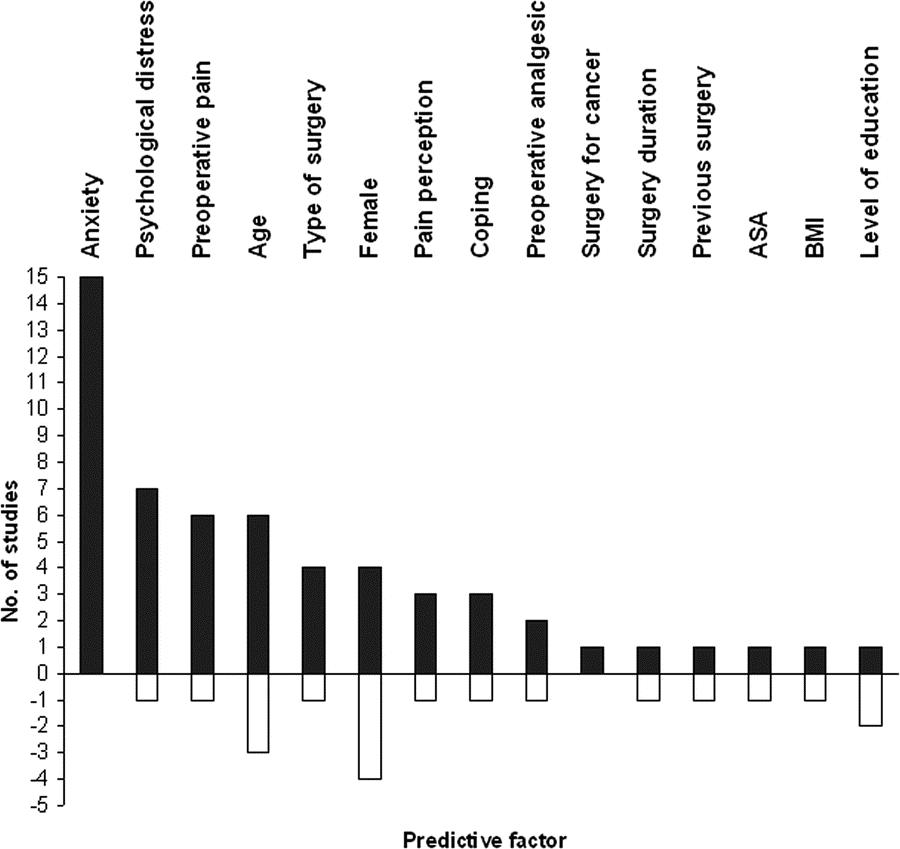 Anxiety
Psychological distress
Preoperative pain
Age
Type of surgery
Female
Pain perception
Coping
Preoperative analgesic
Surgery for cancer
Surgery duration
Previous surgery
ASA
BMI
Level of education
No. of studies
15
14
13
12
11
10
9
8
7
6
5
4
3
2
1
0
-1
-2
-3
-4
-5
Predictive factor